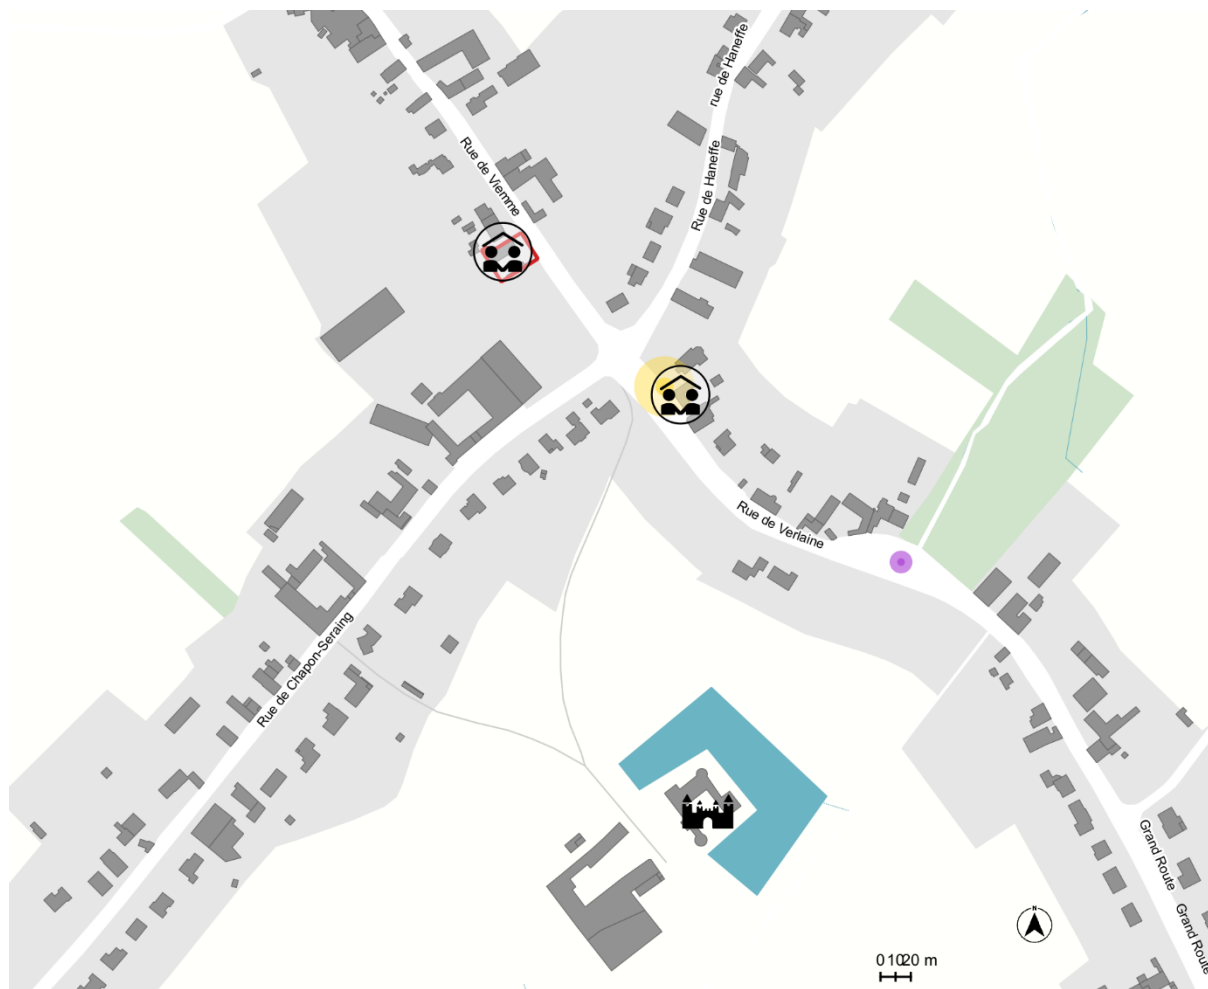 rue de Haneffe
Rue de Viemme
Rue de Haneffe
Rue de Verlaine
Rue de Chapon-Seraing
Grand Route
Grand Route
N
0 10 20 m